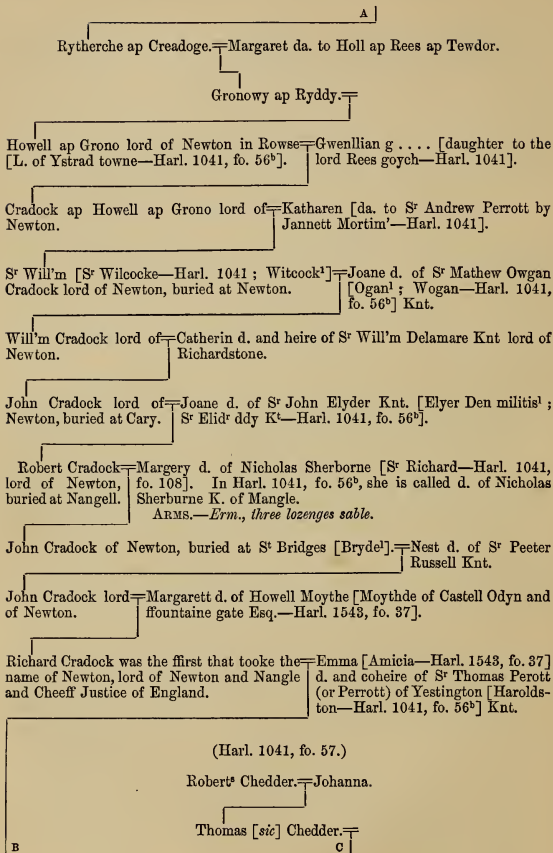 A
Rytherche ap Creadoge.=Margaret da. to Holl ap Rees ap Tewdor.
Gronowy ap Ryddy.=
Howell ap Grono lord of Newton in Rowse=Gwenllian g . . . . [daughter to the
[L. of Ystrad towne—Harl. 1041, fo. 56ᵇ]. lord Rees goych—Harl. 1041].
Cradock ap Howell ap Grono lord of=Katharen [da. to Sʳ Andrew Perrott by
Newton. Jannett Mortim'—Harl. 1041].
Sʳ Will'm [Sʳ Wilcocke—Harl. 1041 ; Witcock¹]=Joane d. of Sʳ Mathew Owgan
Cradock lord of Newton, buried at Newton. [Ogan¹ ; Wogan—Harl. 1041,
fo. 56ᵇ] Knt.
Will'm Cradock lord of=Catherin d. and heire of Sʳ Will'm Delamare Knt lord of
Newton. Richardstone.
John Cradock lord of=Joane d. of Sʳ John Elyder Knt. [Elyer Den militis¹ ;
Newton, buried at Cary. Sʳ Elidʳ ddy Kᵗ—Harl. 1041, fo. 56ᵇ].
Robert Cradock=Margery d. of Nicholas Sherborne [Sʳ Richard—Harl. 1041,
lord of Newton, fo. 108]. In Harl. 1041, fo. 56ᵇ, she is called d. of Nicholas
buried at Nangell. Sherburne K. of Mangle.
ARMS.—Erm., three lozenges sable.
John Cradock of Newton, buried at Sᵗ Bridges [Bryde¹].=Nest d. of Sʳ Peeter
Russell Knt.
John Cradock lord=Margarett d. of Howell Moythe [Moythde of Castell Odyn and
of Newton. ffountaine gate Esq.—Harl. 1543, fo. 37].
Richard Cradock was the ffirst that tooke the=Emma [Amicia—Harl. 1543, fo. 37]
name of Newton, lord of Newton and Nangle d. and coheire of Sʳ Thomas Perott
and Cheeff Justice of England. (or Perrott) of Yestington [Harolds-
ton—Harl. 1041, fo. 56ᵇ] Knt.
(Harl. 1041, fo. 57.)
Robertˢ Chedder.=Johanna.
Thomas [sic] Chedder.=
B C